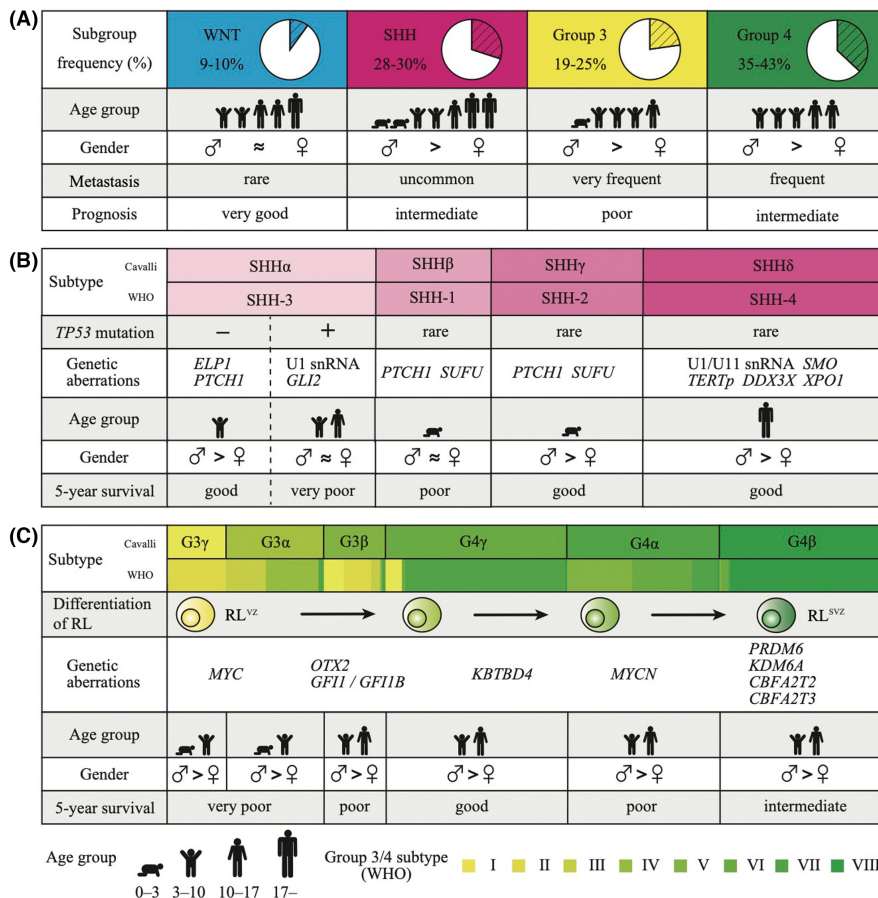 (A)
Subgroup frequency (%)
WNT 9-10%
SHH 28-30%
Group 3 19-25%
Group 4 35-43%
Age group
Gender ♂ ≈ ♀ ♂ > ♀ ♂ > ♀ ♂ > ♀
Metastasis rare uncommon very frequent frequent
Prognosis very good intermediate poor intermediate
(B)
Subtype Cavalli SHHα SHHβ SHHγ SHHδ
WHO SHH-3 SHH-1 SHH-2 SHH-4
TP53 mutation − + rare rare rare
Genetic aberrations
ELP1 PTCH1
U1 snRNA GLI2
PTCH1 SUFU
PTCH1 SUFU
U1/U11 snRNA SMO
TERTp DDX3X XPO1
Age group
Gender ♂ > ♀ ♂ ≈ ♀ ♂ ≈ ♀ ♂ > ♀ ♂ > ♀
5-year survival good very poor poor good good
(C)
Subtype Cavalli G3γ G3α G3β G4γ G4α G4β
WHO
Differentiation of RL
RLVZ RLSVZ
Genetic aberrations
MYC
OTX2
GFI1 / GFI1B
KBTBD4
MYCN
PRDM6
KDM6A
CBFA2T2
CBFA2T3
Age group
Gender ♂>♀ ♂>♀ ♂>♀ ♂>♀ ♂>♀ ♂>♀
5-year survival very poor poor good poor intermediate
Age group
0–3 3–10 10–17 17–
Group 3/4 subtype (WHO)
I II III IV V VI VII VIII